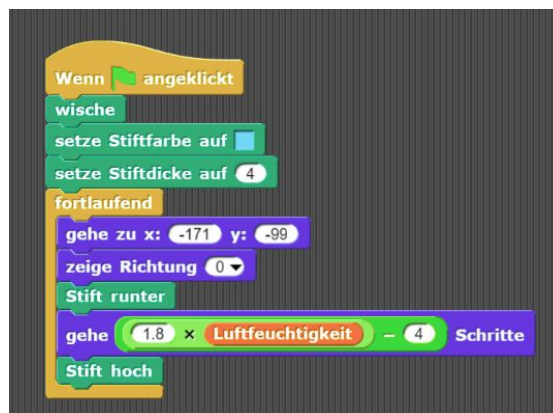 Wenn angeklickt
wische
setze Stiftfarbe auf
setze Stiftdicke auf 4
fortlaufend
gehe zu x: -171 y: -99
zeige Richtung 0
Stift runter
gehe 1.8 × Luftfeuchtigkeit − 4 Schritte
Stift hoch